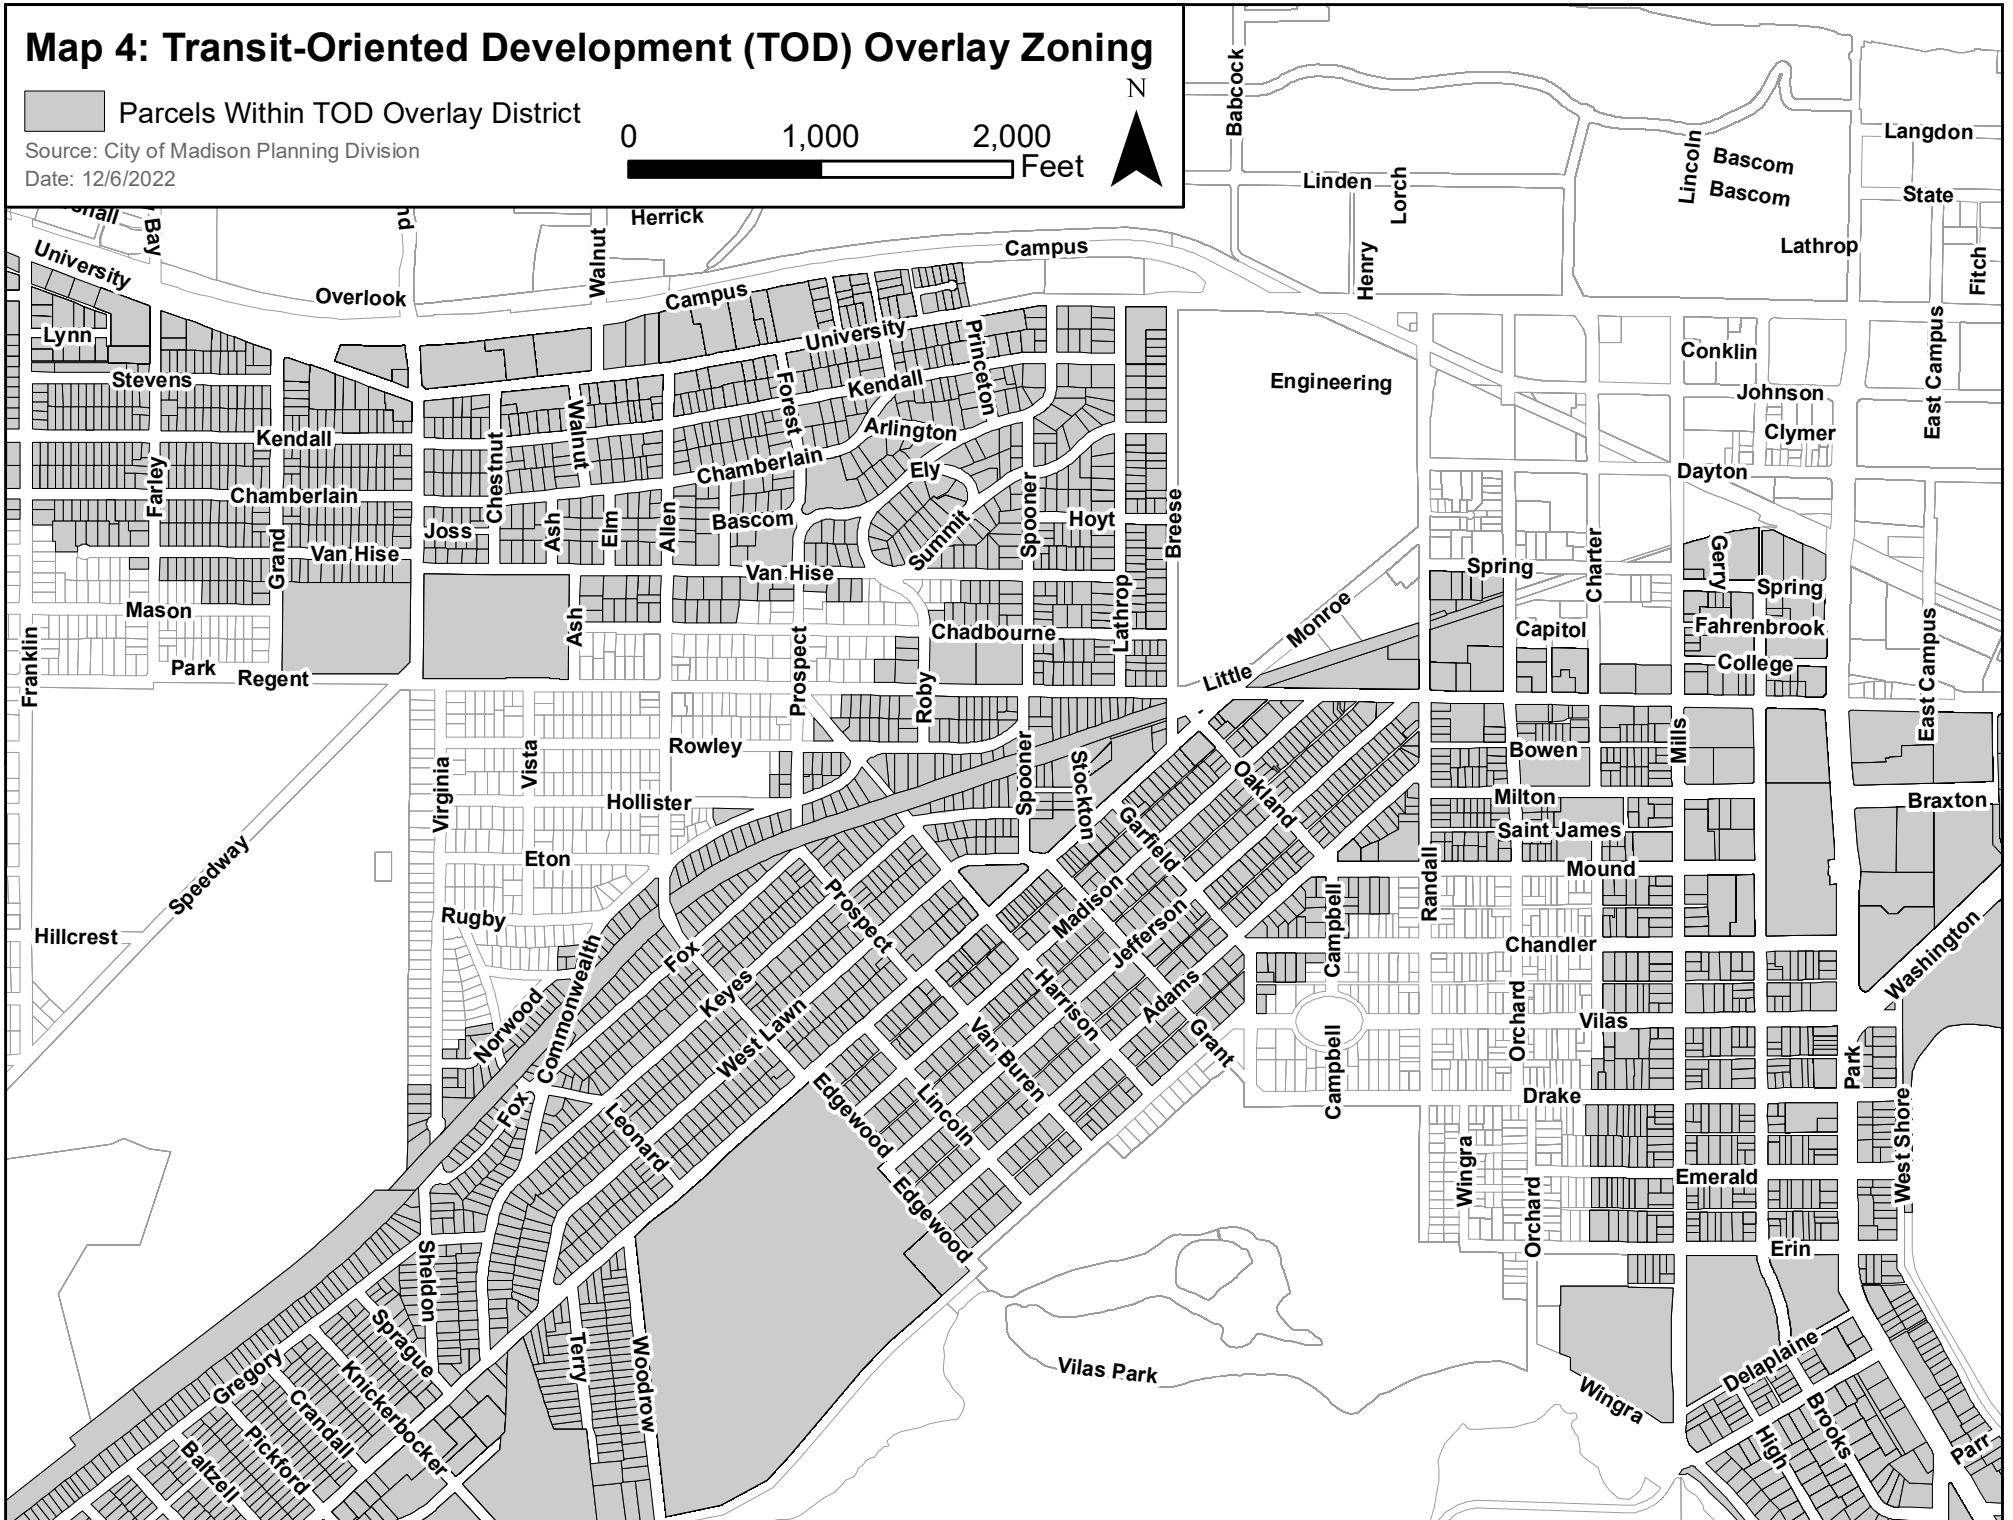 Map 4: Transit-Oriented Development (TOD) Overlay Zoning
Parcels Within TOD Overlay District
Source: City of Madison Planning Division
Date: 12/6/2022
0 1,000 2,000
Feet
N
Babcock
Langdon
Lincoln
Bascom
Bascom
Linden
Lorch
State
Herrick
Bay
Walnut
Campus
Lathrop
Henry
Fitch
University
Overlook
Campus
University
Lynn
Princeton
Conklin
East Campus
Stevens
Forest
Kendall
Engineering
Johnson
Walnut
Kendall
Arlington
Clymer
Chestnut
Chamberlain
Ely
Dayton
Farley
Chamberlain
Spooner
Breese
Joss
Ash
Elm
Allen
Bascom
Summit
Hoyt
Grand
Van Hise
Van Hise
Charter
Gerry
Spring
Spring
Mason
Ash
Chadbourne
Lathrop
Monroe
Capitol
Fahrenbrook
Franklin
Park
Regent
Prospect
Roby
Little
College
East Campus
Rowley
Vista
Virginia
Spooner
Stockton
Oakland
Bowen
Mills
Hollister
Garfield
Milton
Braxton
Saint James
Speedway
Eton
Mound
Prospect
Madison
Campbell
Randall
Rugby
Hillcrest
Commonwealth
Fox
Jefferson
Chandler
Washington
Keyes
Harrison
Adams
Norwood
West Lawn
Van Buren
Grant
Orchard
Vilas
Campbell
Park
Fox
Leonard
Edgewood
Lincoln
Drake
West Shore
Wingra
Edgewood
Emerald
Orchard
Sheldon
Erin
Sprague
Terry
Woodrow
Vilas Park
Delaplaine
Gregory
Knickerbocker
Wingra
Crandall
Brooks
Pickford
High
Parr
Baltzell